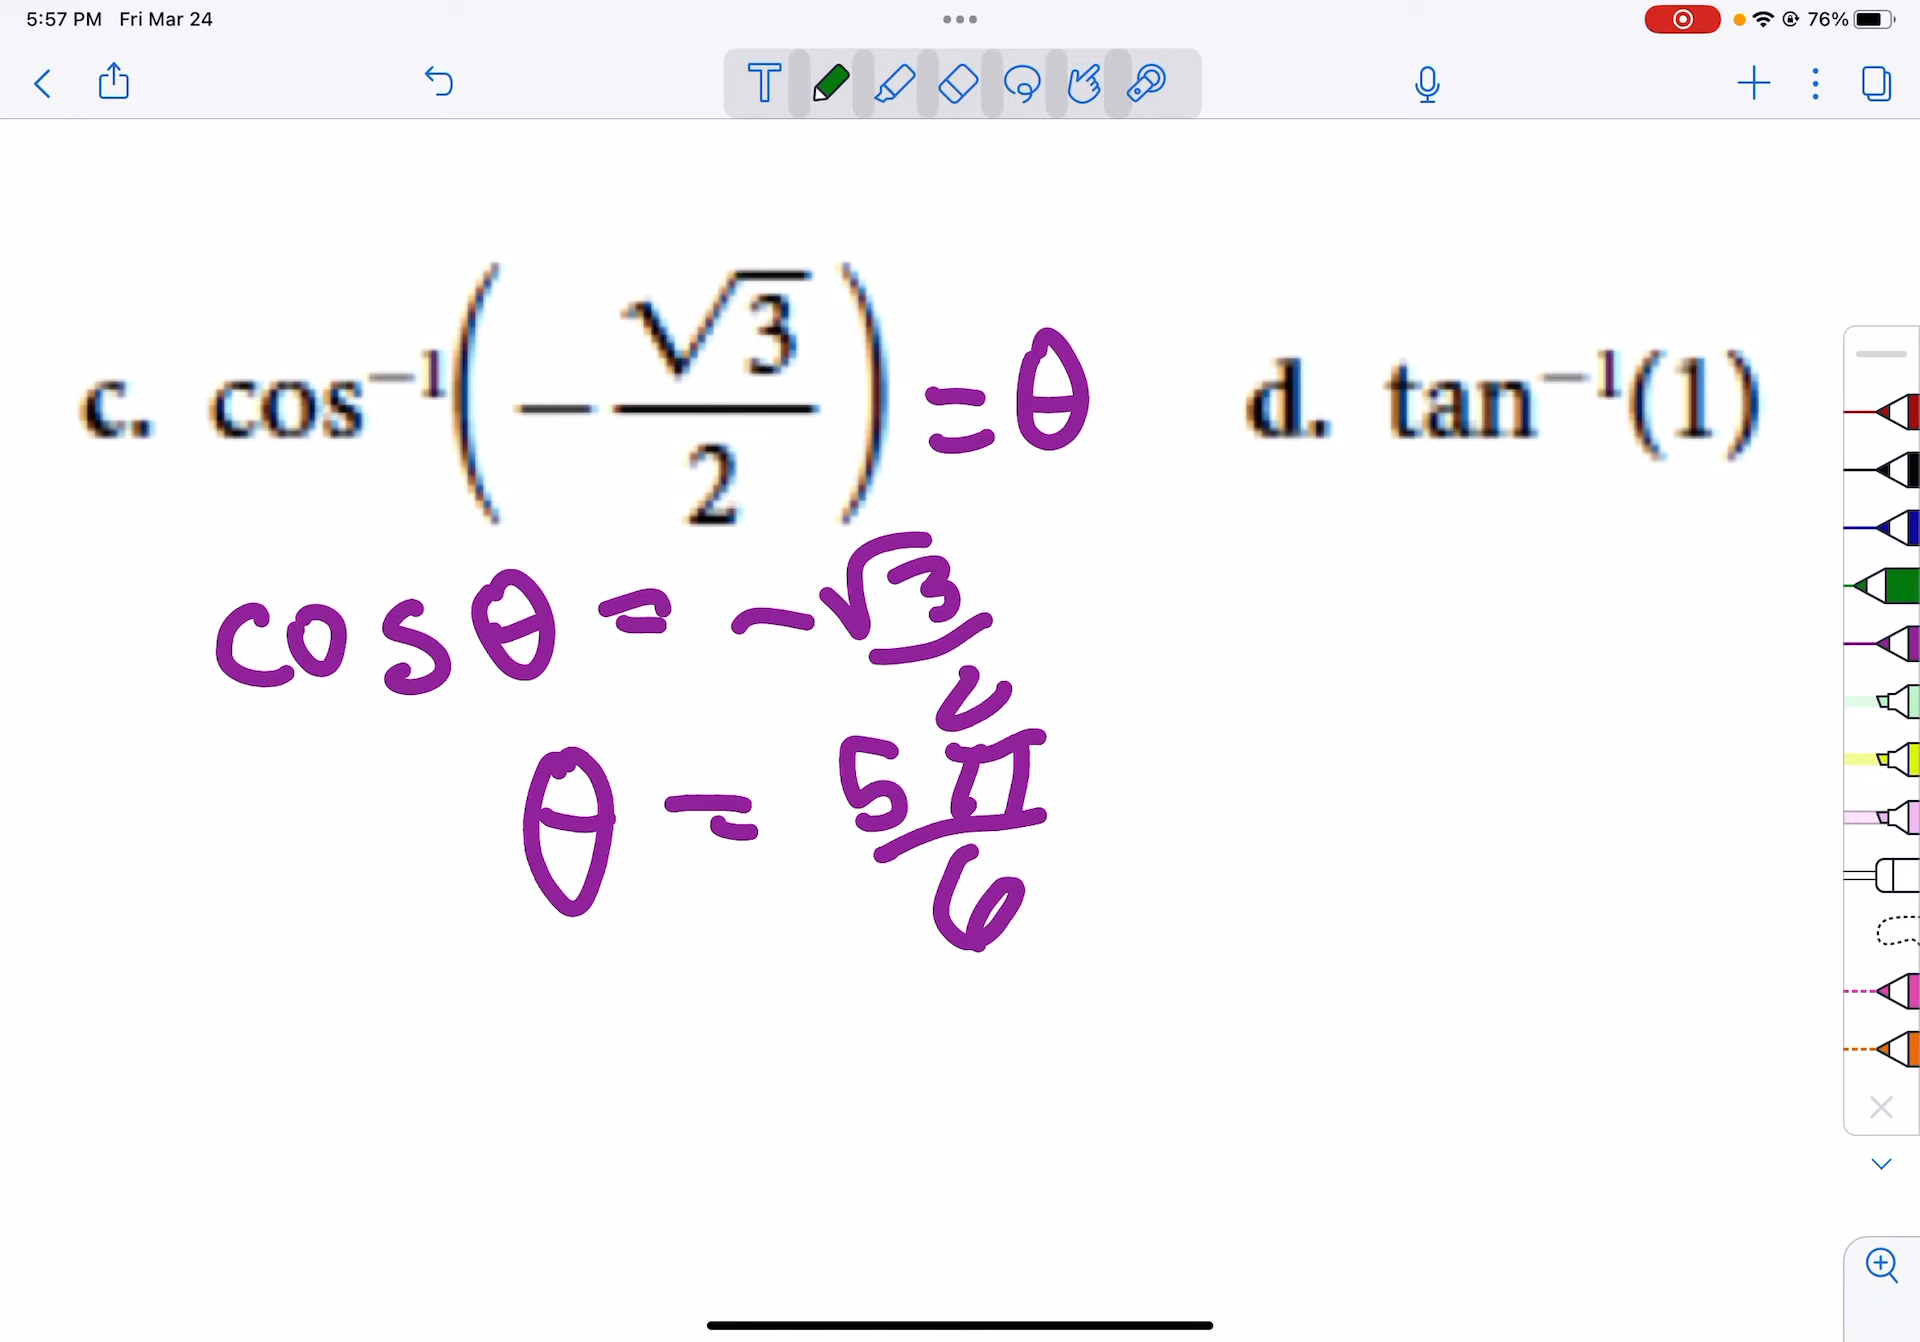 5:57 PM Fri Mar 24
76%
T
c. cos⁻¹(−√3/2) = θ
d. tan⁻¹(1)
cos θ = −√3/2
θ = 5π/6